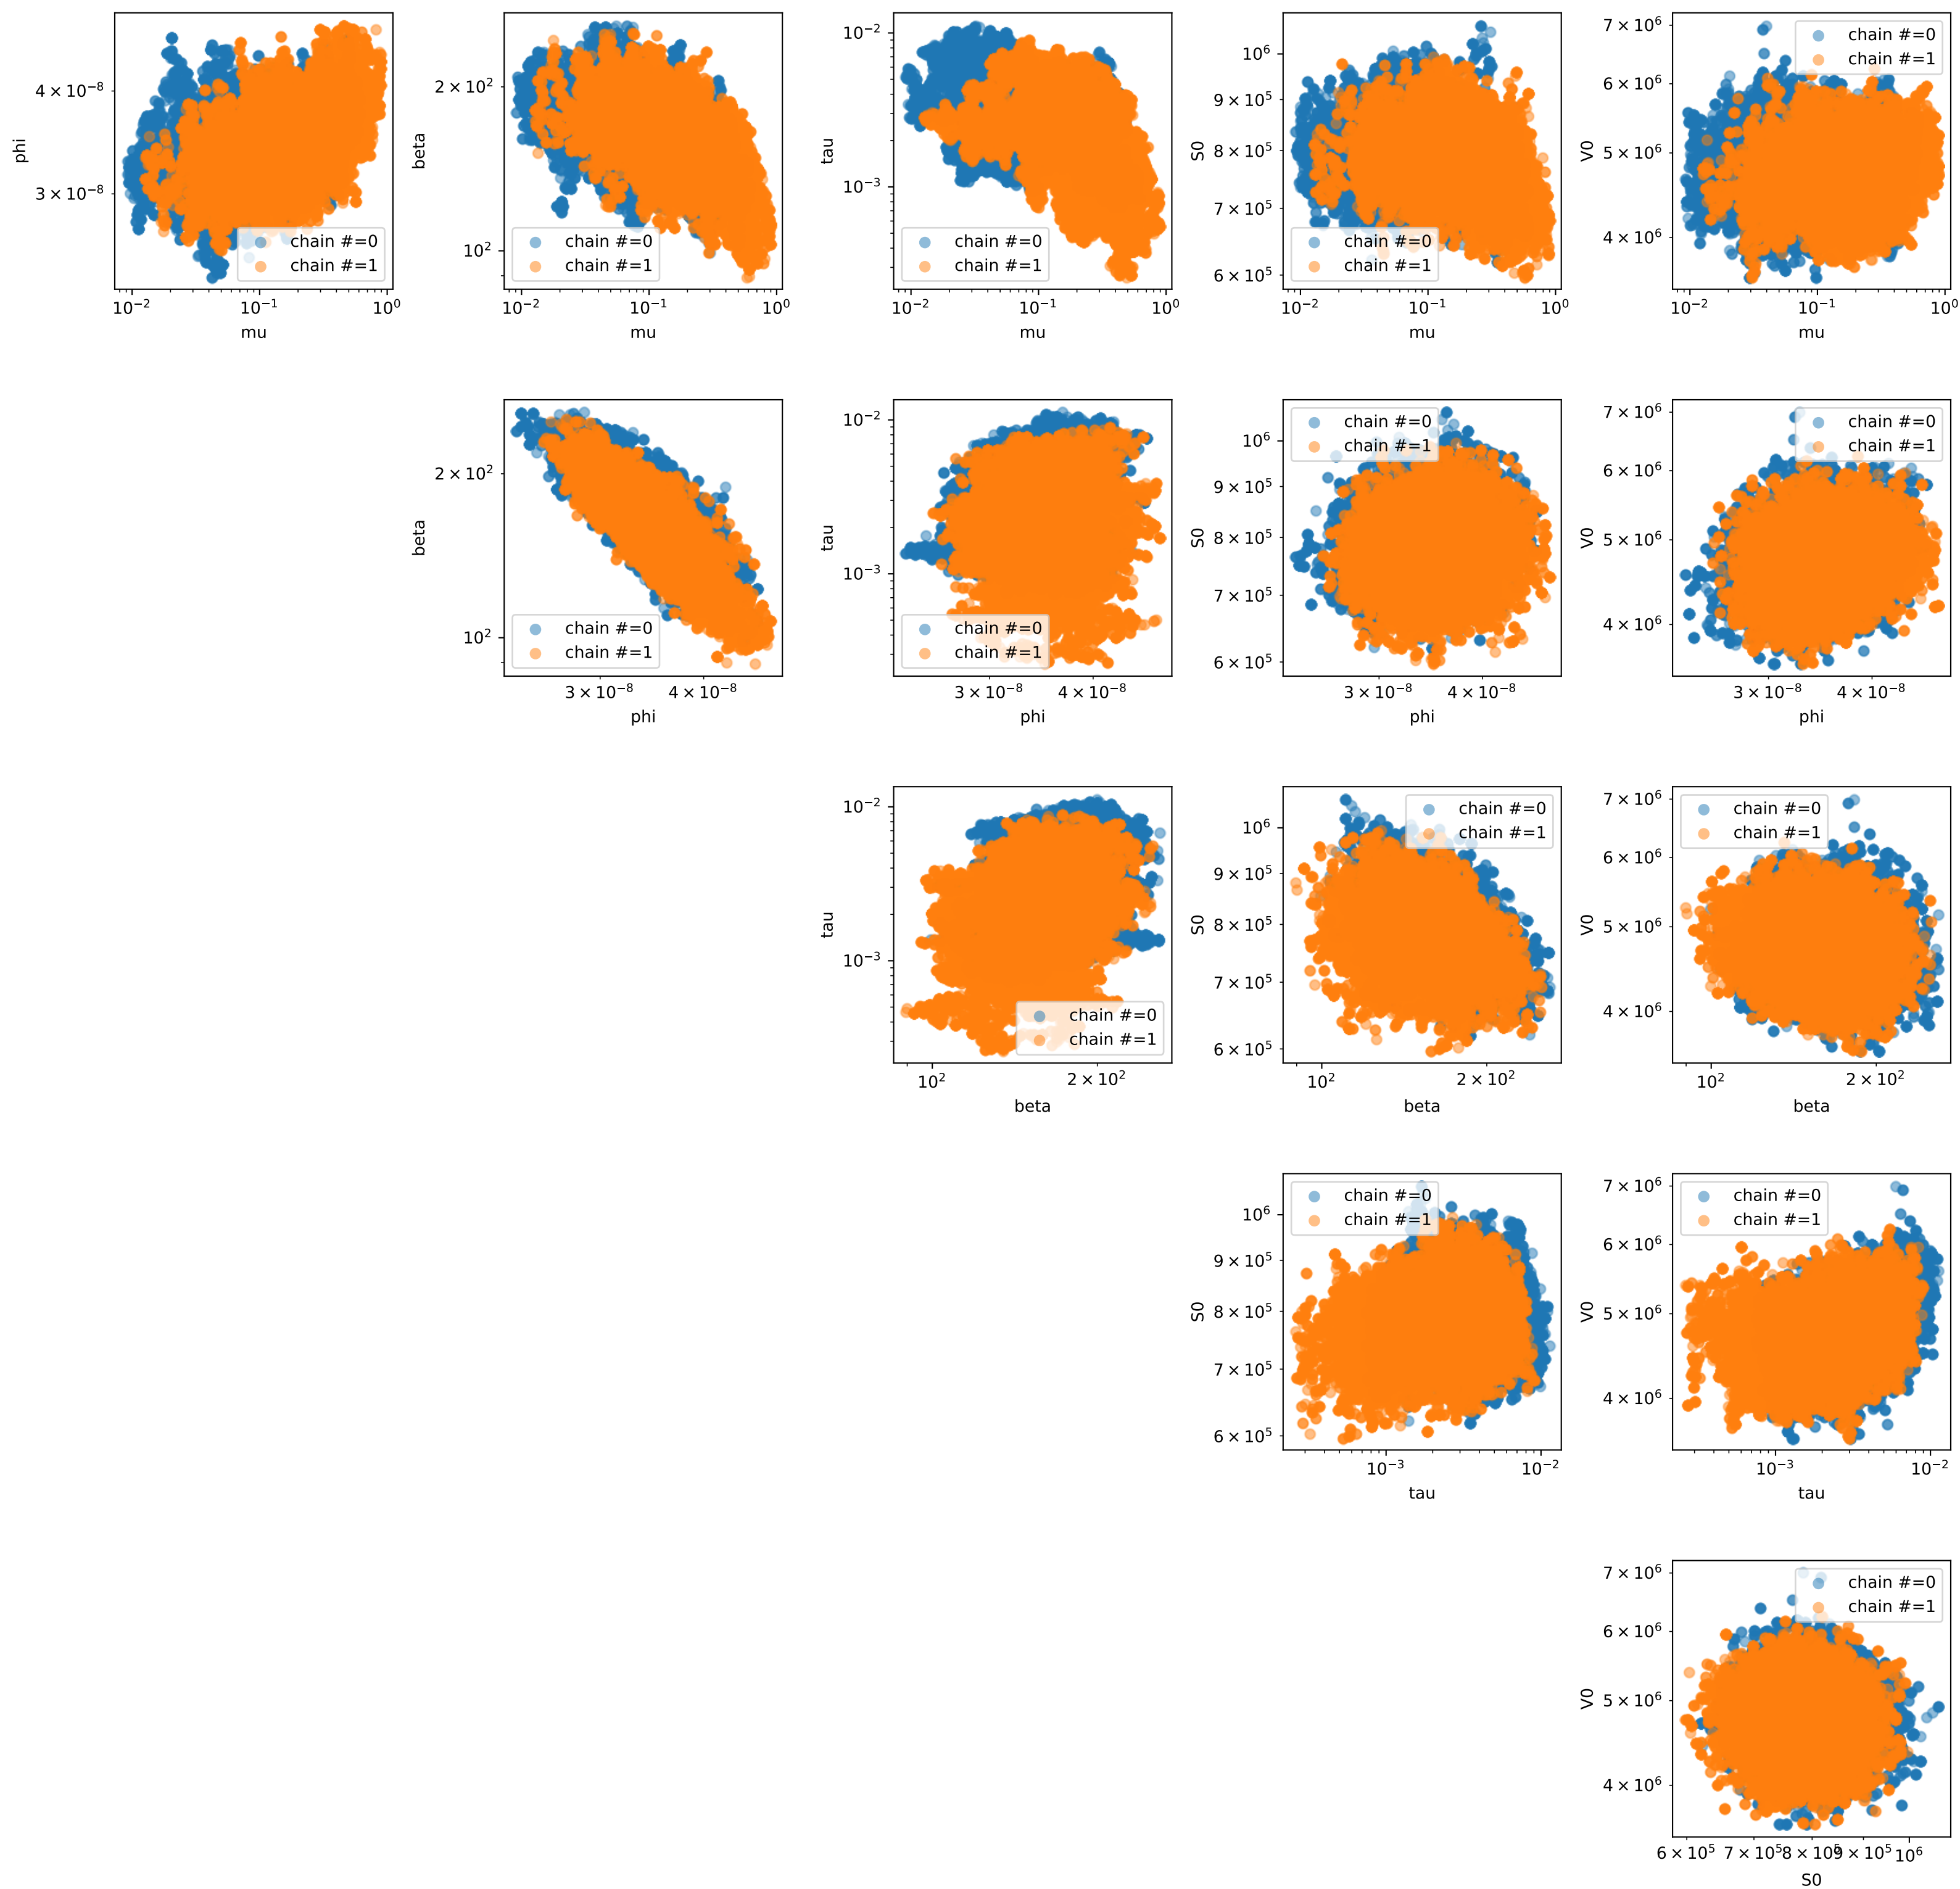 4 × 10⁻⁸
3 × 10⁻⁸
phi
chain #=0
chain #=1
10⁻²
10⁻¹
10⁰
mu
2 × 10²
10²
beta
chain #=0
chain #=1
10⁻²
10⁻¹
10⁰
mu
10⁻²
10⁻³
tau
chain #=0
chain #=1
10⁻²
10⁻¹
10⁰
mu
10⁶
9 × 10⁵
8 × 10⁵
7 × 10⁵
6 × 10⁵
S0
chain #=0
chain #=1
10⁻²
10⁻¹
10⁰
mu
7 × 10⁶
6 × 10⁶
5 × 10⁶
4 × 10⁶
V0
chain #=0
chain #=1
10⁻²
10⁻¹
10⁰
mu
2 × 10²
10²
beta
chain #=0
chain #=1
3 × 10⁻⁸
4 × 10⁻⁸
phi
10⁻²
10⁻³
tau
chain #=0
chain #=1
3 × 10⁻⁸
4 × 10⁻⁸
phi
10⁶
9 × 10⁵
8 × 10⁵
7 × 10⁵
6 × 10⁵
S0
chain #=0
chain #=1
3 × 10⁻⁸
4 × 10⁻⁸
phi
7 × 10⁶
6 × 10⁶
5 × 10⁶
4 × 10⁶
V0
chain #=0
chain #=1
3 × 10⁻⁸
4 × 10⁻⁸
phi
10⁻²
10⁻³
tau
chain #=0
chain #=1
10²
2 × 10²
beta
10⁶
9 × 10⁵
8 × 10⁵
7 × 10⁵
6 × 10⁵
S0
chain #=0
chain #=1
10²
2 × 10²
beta
7 × 10⁶
6 × 10⁶
5 × 10⁶
4 × 10⁶
V0
chain #=0
chain #=1
10²
2 × 10²
beta
10⁶
9 × 10⁵
8 × 10⁵
7 × 10⁵
6 × 10⁵
S0
chain #=0
chain #=1
10⁻³
10⁻²
tau
7 × 10⁶
6 × 10⁶
5 × 10⁶
4 × 10⁶
V0
chain #=0
chain #=1
10⁻³
10⁻²
tau
7 × 10⁶
6 × 10⁶
5 × 10⁶
4 × 10⁶
V0
chain #=0
chain #=1
6 × 10⁵
7 × 10⁵
8 × 10⁵
9 × 10⁵
10⁶
S0